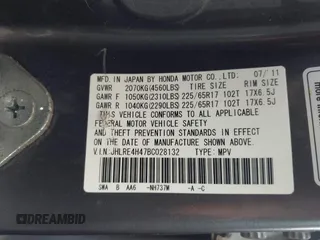 MFD. IN JAPAN BY HONDA MOTOR CO.,LTD. 07/'11
GVWR 2070KG(4560LBS) TIRE SIZE RIM SIZE
GAWR F 1050KG(2310LBS) 225/65R17 102T 17X6.5J
GAWR R 1040KG(2290LBS) 225/65R17 102T 17X6.5J
THIS VEHICLE CONFORMS TO ALL APPLICABLE
FEDERAL MOTOR VEHICLE SAFETY AND
THEFT PREVENTION STANDARDS IN EFFECT ON
THE DATE OF MANUFACTURE SHOWN ABOVE.
V.I.N:JHLRE4H47BC028132 TYPE: MPV
SWA B AA6 -NH737M -A -C
DREAMBID